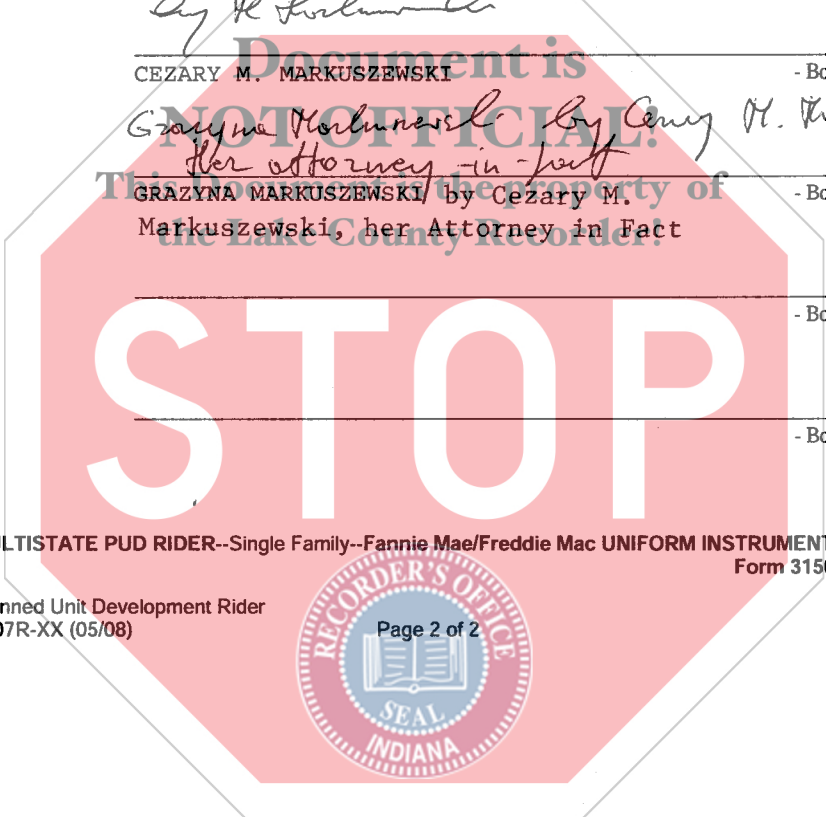 Document is
CEZARY M. MARKUSZEWSKI - Bo
NOT OFFICIAL!
Grazyna Markuszewski by Cezary M.
Her attorney-in-fact
This Document is the property of
GRAZYNA MARKUSZEWSKI, by Cezary M. - Bo
the Lake County Recorder!
Markuszewski, her Attorney in Fact
- Bo
STOP
- Bo
LTISTATE PUD RIDER--Single Family--Fannie Mae/Freddie Mac UNIFORM INSTRUMENT
Form 3150
nned Unit Development Rider
07R-XX (05/08) Page 2 of 2
RECORDER'S OFFICE
SEAL
INDIANA